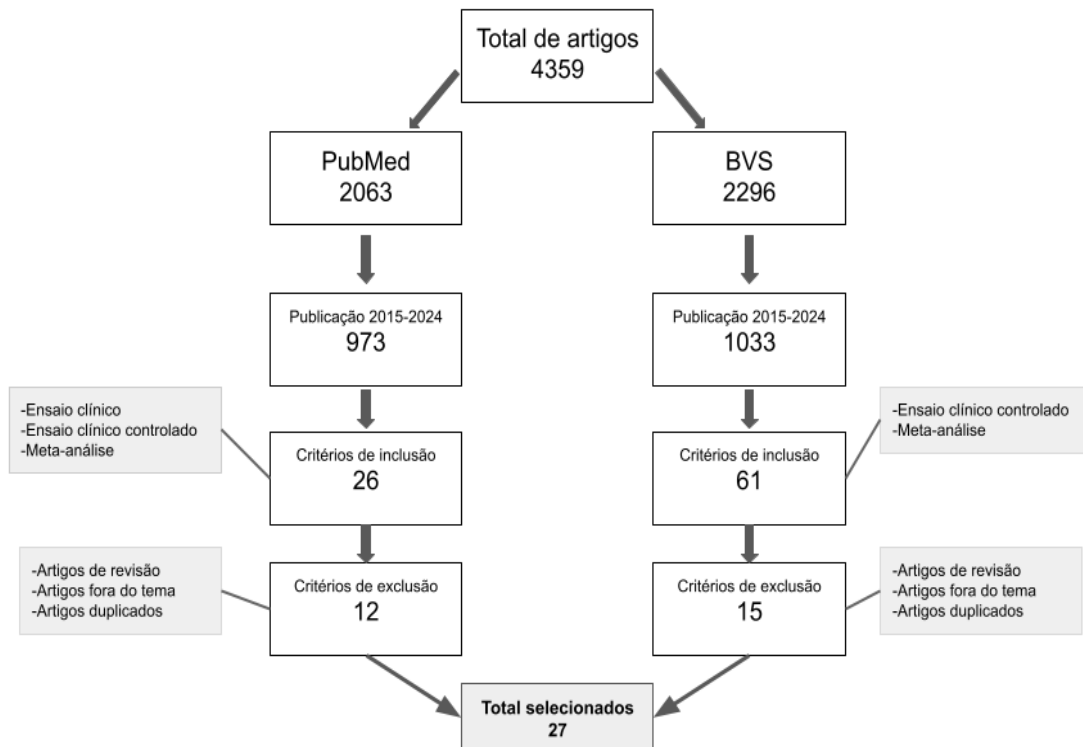 Total de artigos
4359
PubMed
2063
BVS
2296
Publicação 2015-2024
973
Publicação 2015-2024
1033
-Ensaio clínico
-Ensaio clínico controlado
-Meta-análise
Critérios de inclusão
26
Critérios de inclusão
61
-Ensaio clínico controlado
-Meta-análise
-Artigos de revisão
-Artigos fora do tema
-Artigos duplicados
Critérios de exclusão
12
Critérios de exclusão
15
-Artigos de revisão
-Artigos fora do tema
-Artigos duplicados
Total selecionados
27